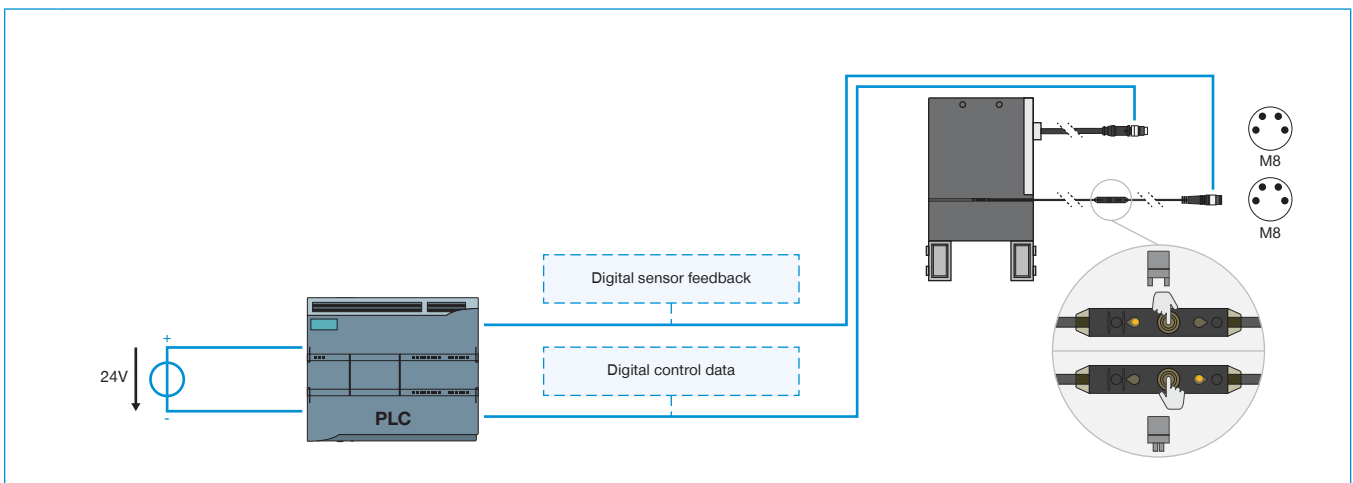 M8
M8
Digital sensor feedback
+
24V
Digital control data
-
PLC